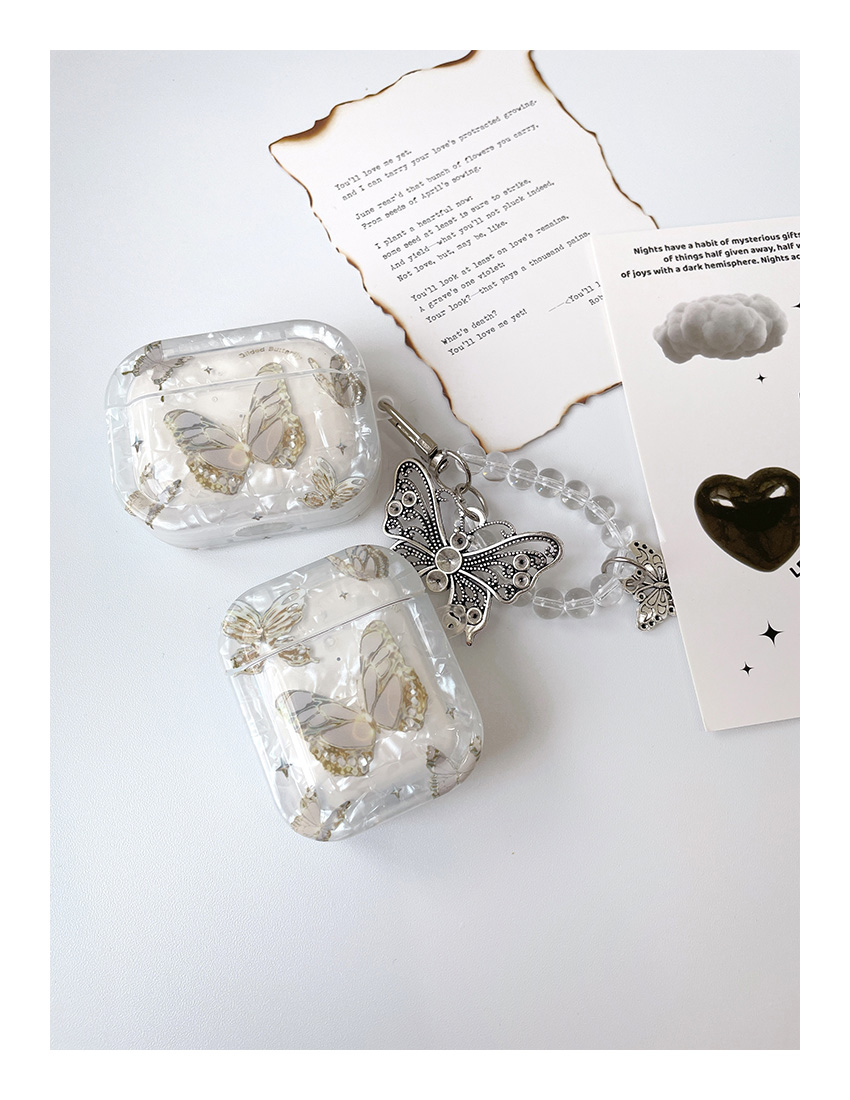 You'll love me yet.
and I can tarry your love's protracted growing.
June rear'd that bunch of flowers you carry,
From seeds of April's sowing.
I plant a heartful now:
some seed at least is sure to strike,
And yield—what you'll not pluck indeed,
Not love, but, may be, like.
You'll look at least on love's remains,
A grave's one violet:
Your look?—that pays a thousand pains.
What's death?
You'll love me yet!
——You'll l
Rob
Nights have a habit of mysterious gifts
of things half given away, half w
of joys with a dark hemisphere. Nights ac